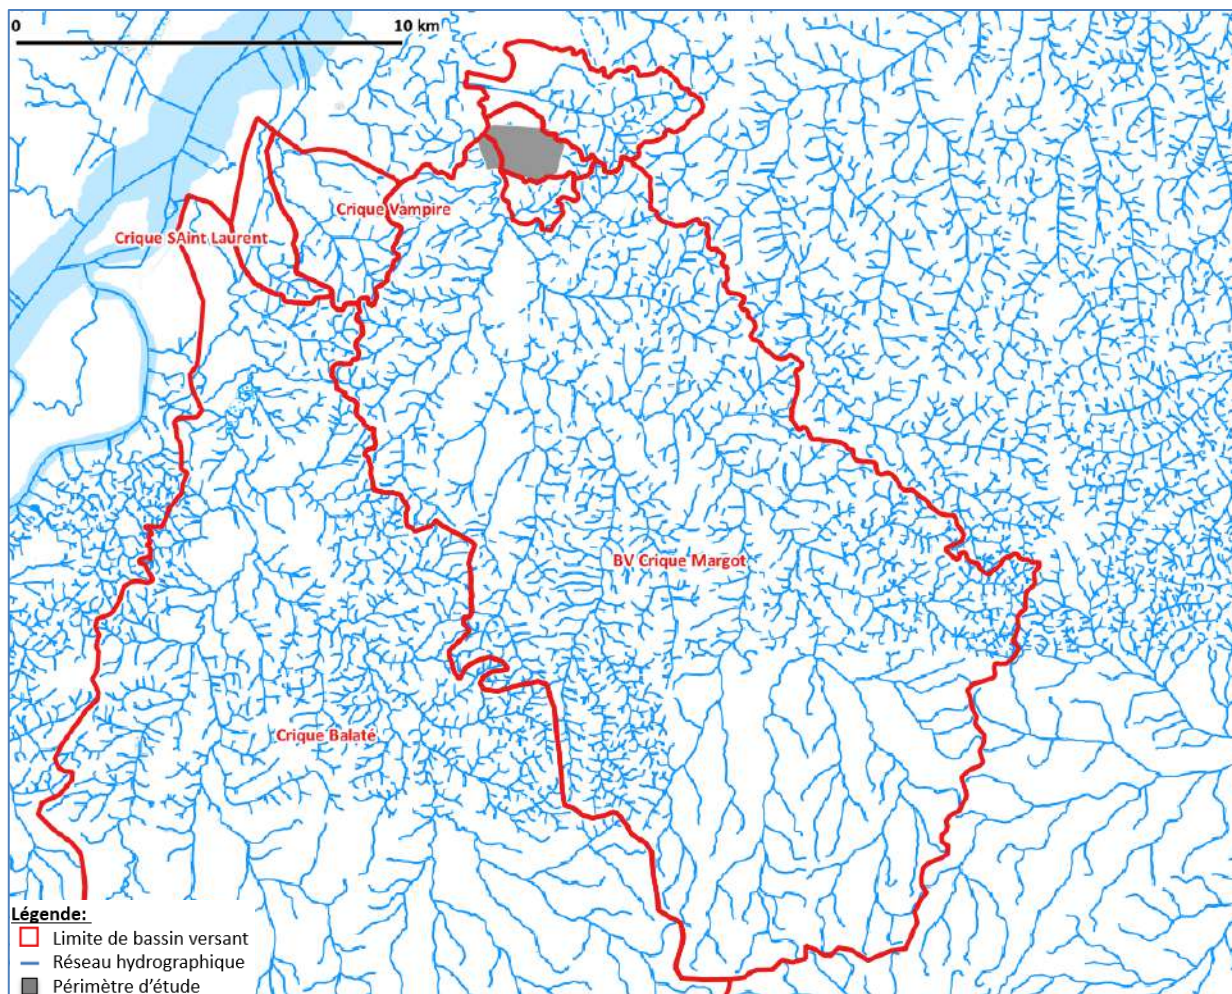 0 10 km
Crique Vampire
Crique SAint Laurent
BV Crique Margot
Crique Balaté
Légende:
Limite de bassin versant
Réseau hydrographique
Périmètre d'étude